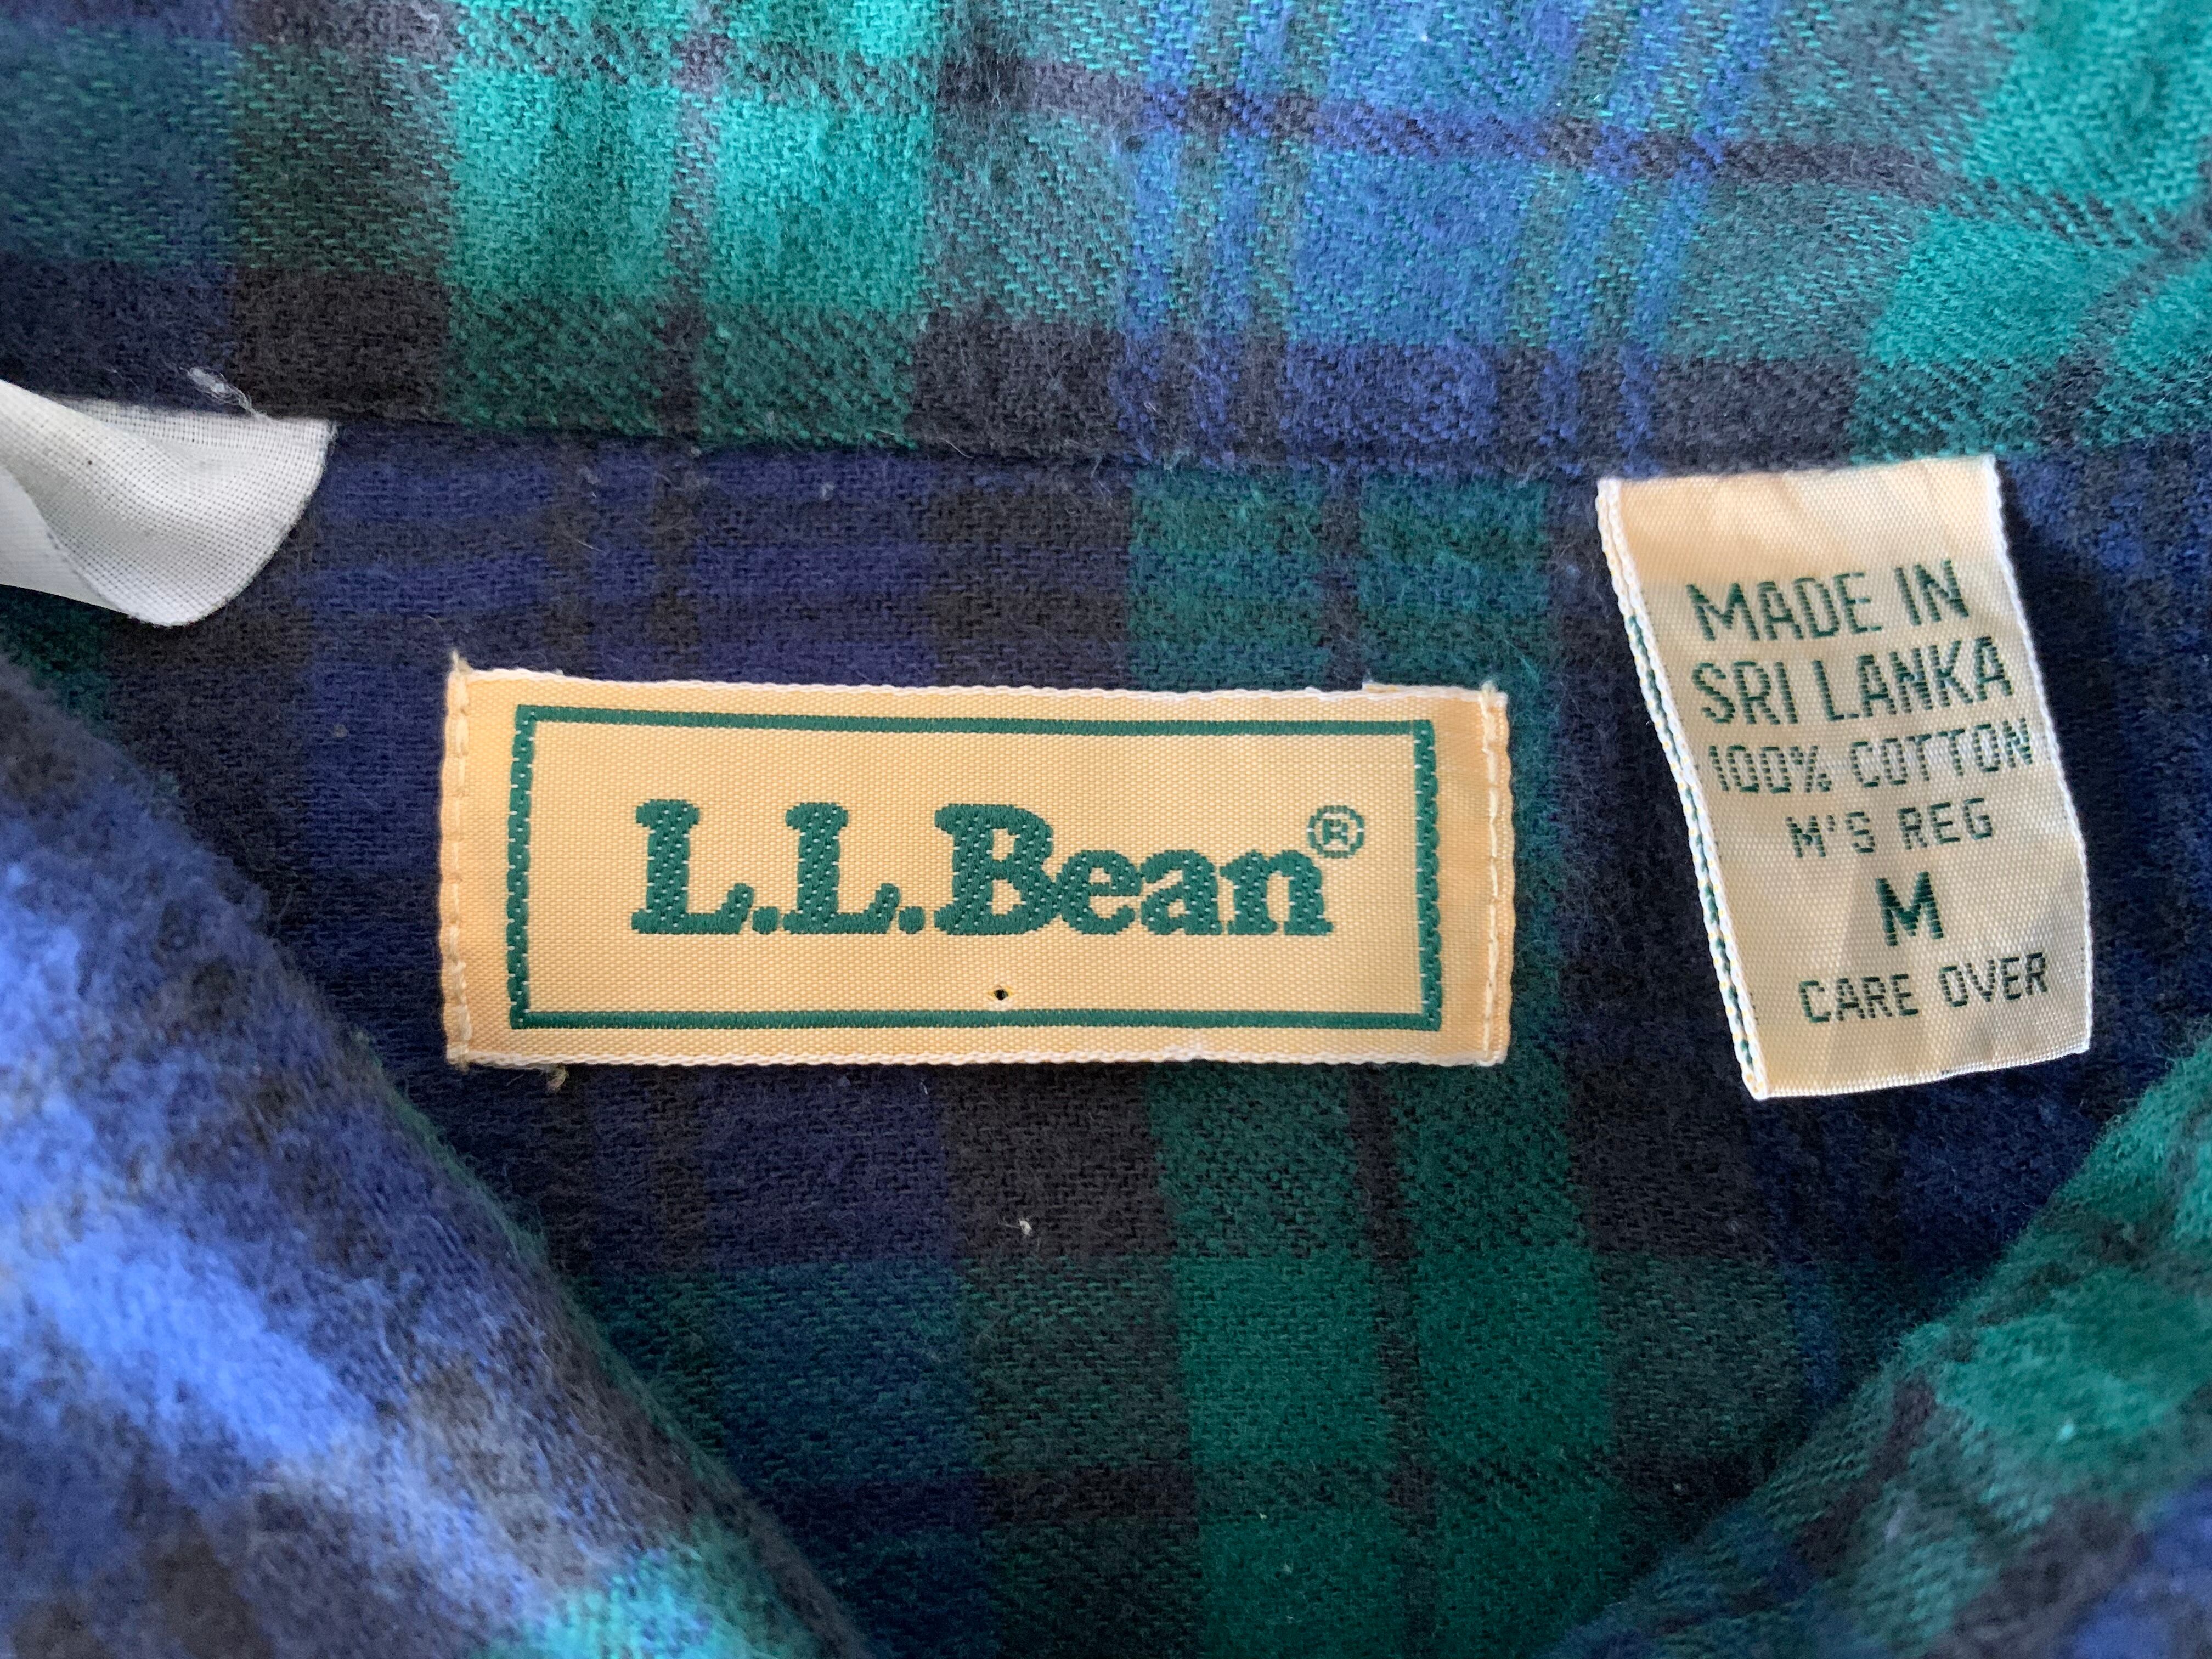 L.L.Bean®
MADE IN
SRI LANKA
100% COTTON
M'S REG
M
CARE OVER